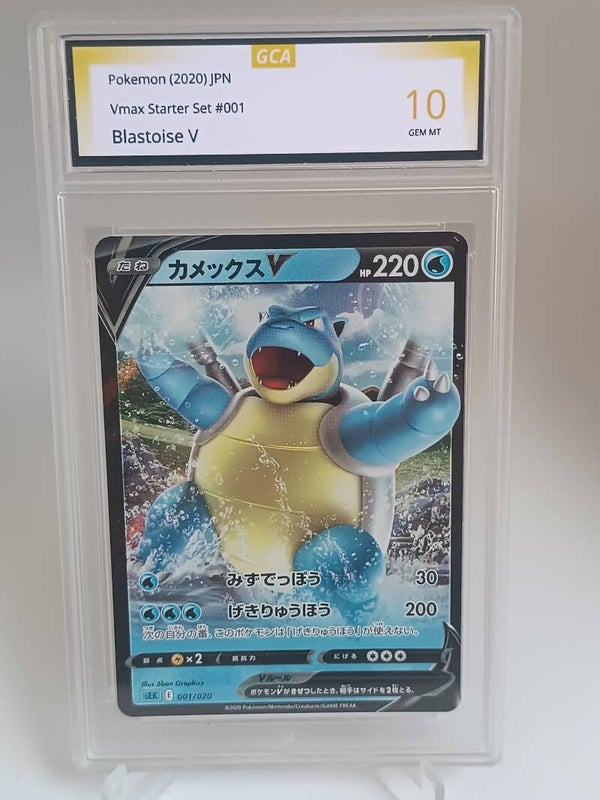 GCA
Pokemon (2020) JPN
Vmax Starter Set #001
Blastoise V
10
GEM MT
たね カメックスV HP 220
みずでっぽう 30
げきりゅうほう 200
次の自分の番、このポケモンは「げきりゅうほう」が使えない。
弱点 ×2 抵抗力 にげる
Vルール
ポケモンVがきぜつしたとき、相手はサイドを2枚とる。
Illus. 5ban Graphics
sEK E 001/020
©2020 Pokémon/Nintendo/Creatures/GAME FREAK